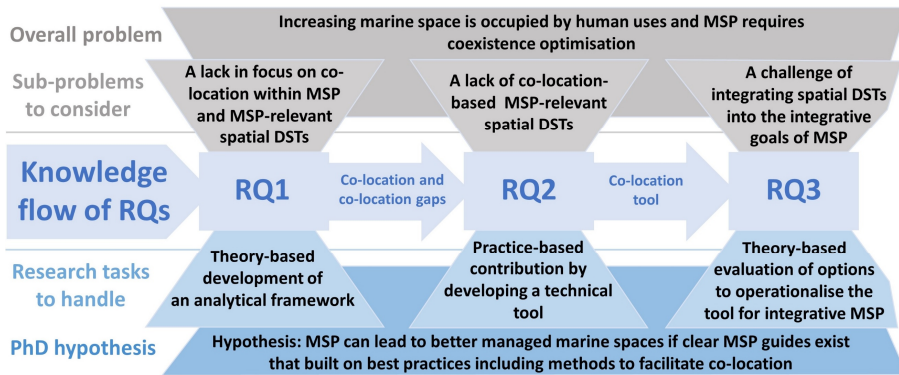 Overall problem
Increasing marine space is occupied by human uses and MSP requires
coexistence optimisation
Sub-problems
to consider
A lack in focus on co-
location within MSP
and MSP-relevant
spatial DSTs
A lack of co-location-
based MSP-relevant
spatial DSTs
A challenge of
integrating spatial DSTs
into the integrative
goals of MSP
Knowledge
flow of RQs
RQ1
Co-location and
co-location gaps
RQ2
Co-location
tool
RQ3
Research tasks
to handle
Theory-based
development of
an analytical framework
Practice-based
contribution by
developing a technical
tool
Theory-based
evaluation of options
to operationalise the
tool for integrative MSP
PhD hypothesis
Hypothesis: MSP can lead to better managed marine spaces if clear MSP guides exist
that built on best practices including methods to facilitate co-location